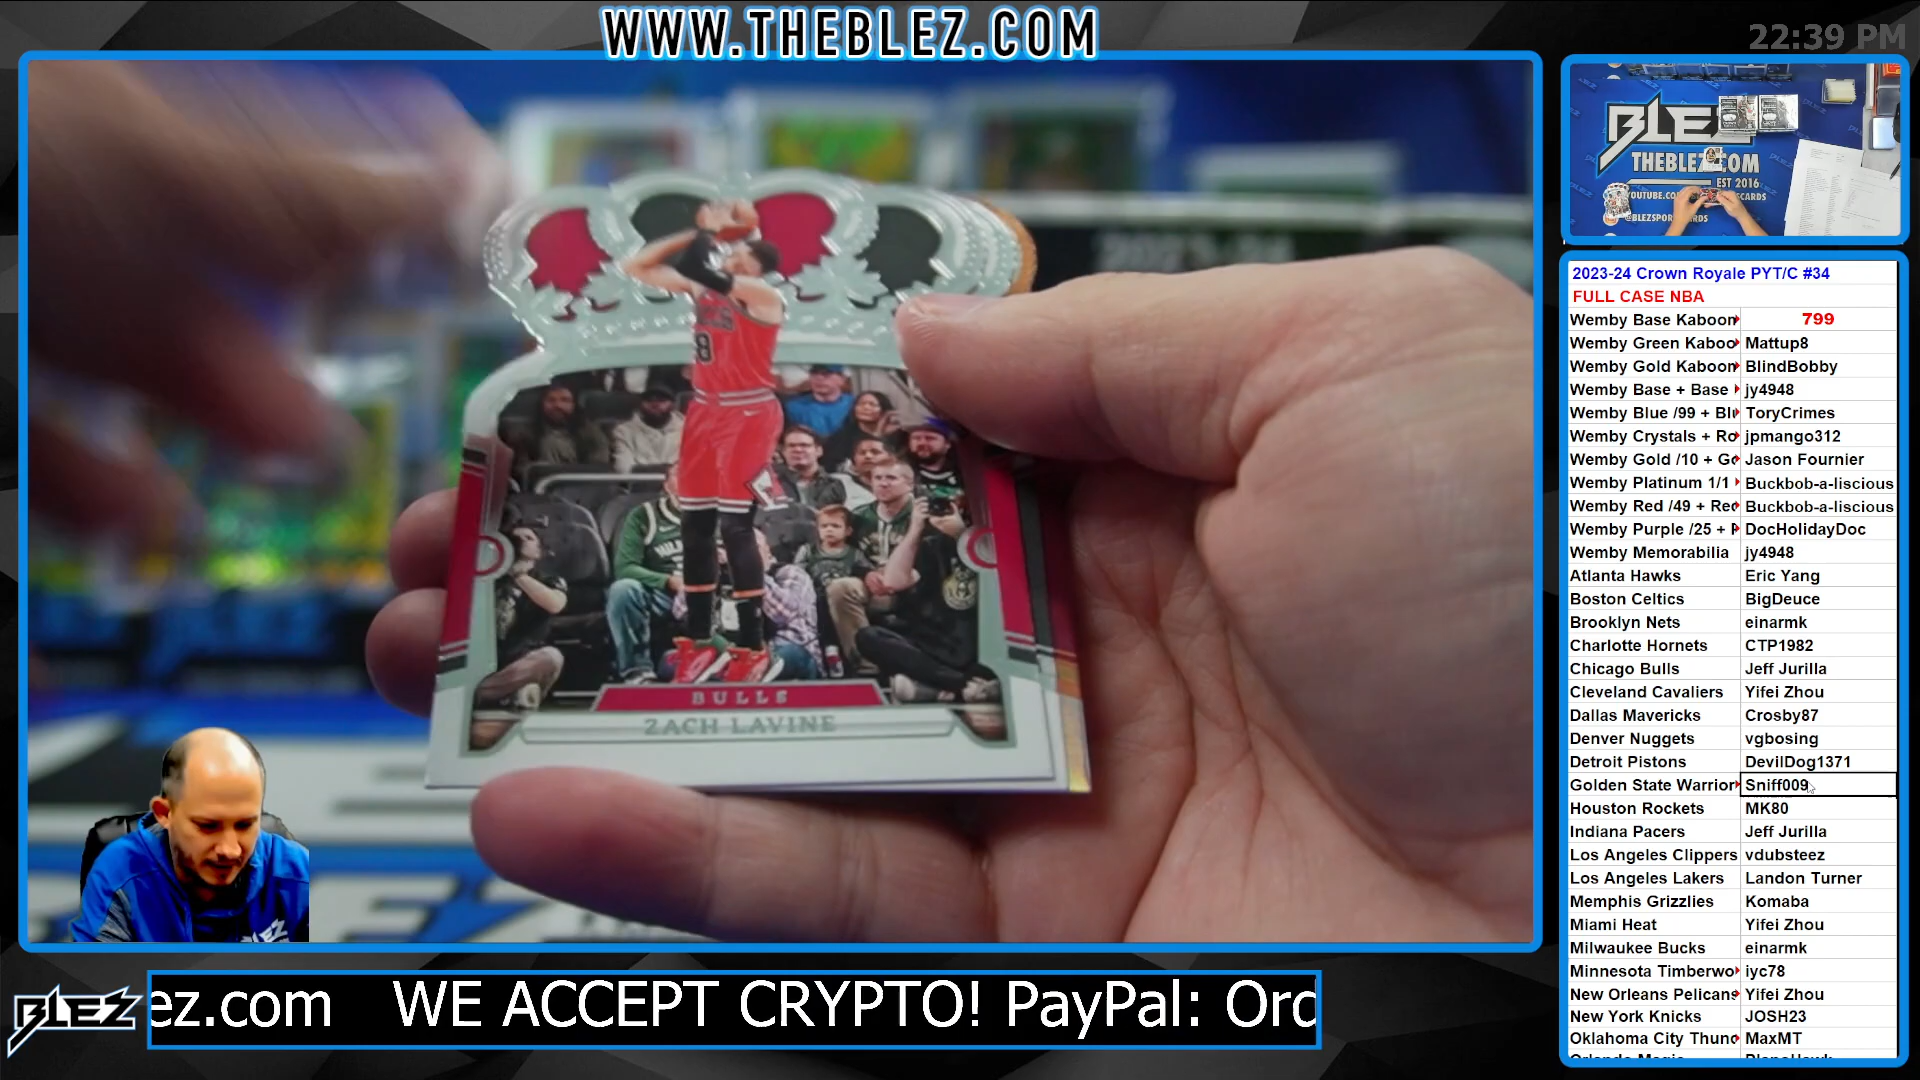 WWW.THEBLEZ.COM
22:39 PM
BLEZ
THEBLEZ.COM
EST 2016
8
BULLS
ZACH LAVINE
2023-24 Crown Royale PYT/C #34
FULL CASE NBA
Wemby Base Kaboom 799
Wemby Green Kaboo Mattup8
Wemby Gold Kaboom BlindBobby
Wemby Base + Base jy4948
Wemby Blue /99 + Blu ToryCrimes
Wemby Crystals + Ro jpmango312
Wemby Gold /10 + Go Jason Fournier
Wemby Platinum 1/1 Buckbob-a-liscious
Wemby Red /49 + Red Buckbob-a-liscious
Wemby Purple /25 + P DocHolidayDoc
Wemby Memorabilia jy4948
Atlanta Hawks Eric Yang
Boston Celtics BigDeuce
Brooklyn Nets einarmk
Charlotte Hornets CTP1982
Chicago Bulls Jeff Jurilla
Cleveland Cavaliers Yifei Zhou
Dallas Mavericks Crosby87
Denver Nuggets vgbosing
Detroit Pistons DevilDog1371
Golden State Warrior Sniff009
Houston Rockets MK80
Indiana Pacers Jeff Jurilla
Los Angeles Clippers vdubsteez
Los Angeles Lakers Landon Turner
Memphis Grizzlies Komaba
Miami Heat Yifei Zhou
Milwaukee Bucks einarmk
Minnesota Timberwo iyc78
New Orleans Pelicans Yifei Zhou
New York Knicks JOSH23
Oklahoma City Thund MaxMT
BLEZ
ez.com WE ACCEPT CRYPTO! PayPal: Ord